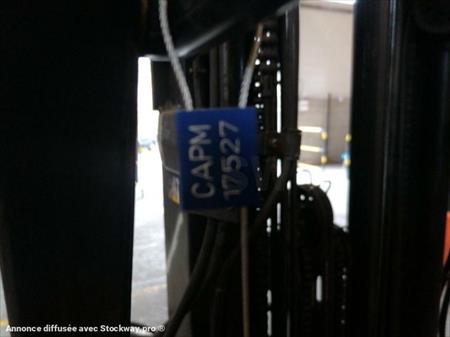 CAPM
17527
Annonce diffusée avec Stockway.pro ®